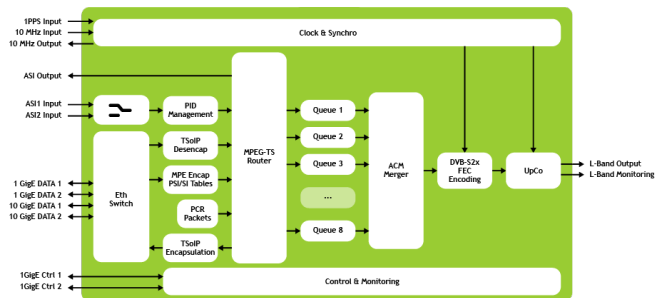 1PPS Input
10 MHz Input
10 MHz Output
Clock & Synchro
ASI Output
ASI1 Input
ASI2 Input
PID
Management
TSoIP
Desencap
MPE Encap
PSI/SI Tables
PCR
Packets
TSoIP
Encapsulation
Eth
Switch
1 GigE DATA 1
1 GigE DATA 2
10 GigE DATA 1
10 GigE DATA 2
MPEG-TS
Router
Queue 1
Queue 2
Queue 3
...
Queue 8
ACM
Merger
DVB-S2x
FEC
Encoding
UpCo
L-Band Output
L-Band Monitoring
1GigE Ctrl 1
1GigE Ctrl 2
Control & Monitoring